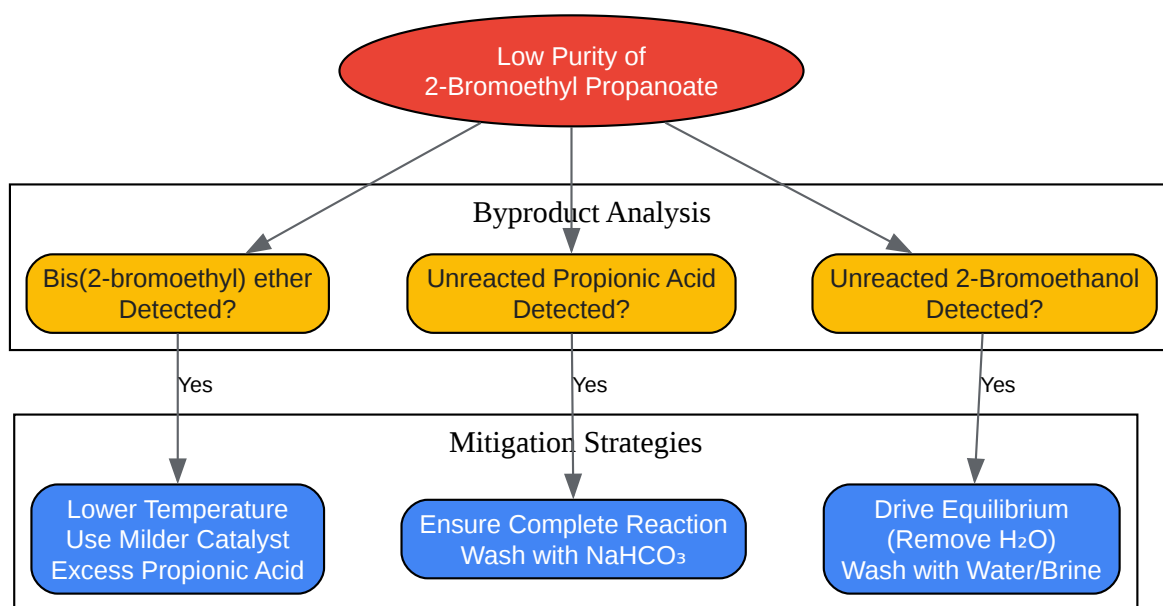 Low Purity of
2-Bromoethyl Propanoate
Byproduct Analysis
Bis(2-bromoethyl) ether
Detected?
Unreacted Propionic Acid
Detected?
Unreacted 2-Bromoethanol
Detected?
Yes
Yes
Yes
Mitigation Strategies
Lower Temperature
Use Milder Catalyst
Excess Propionic Acid
Ensure Complete Reaction
Wash with NaHCO₃
Drive Equilibrium
(Remove H₂O)
Wash with Water/Brine